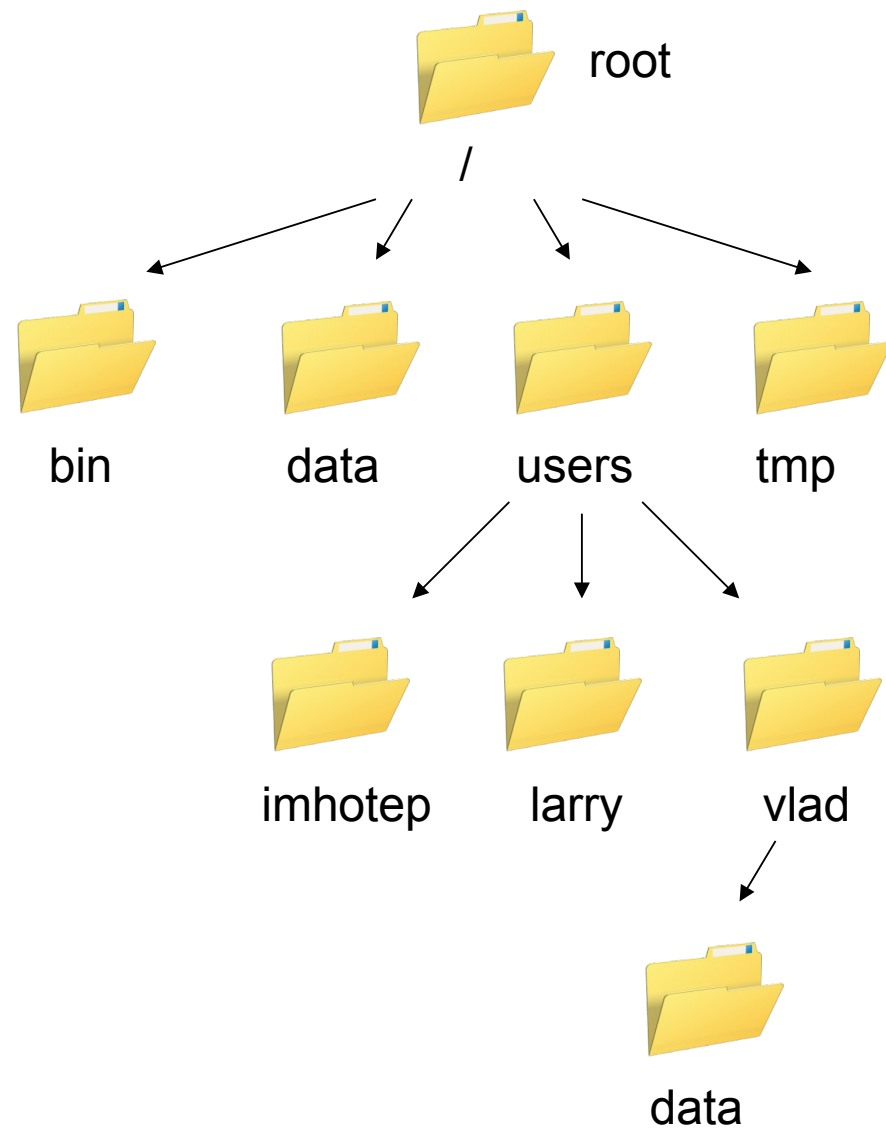 root
/
bin data users tmp
imhotep larry vlad
data